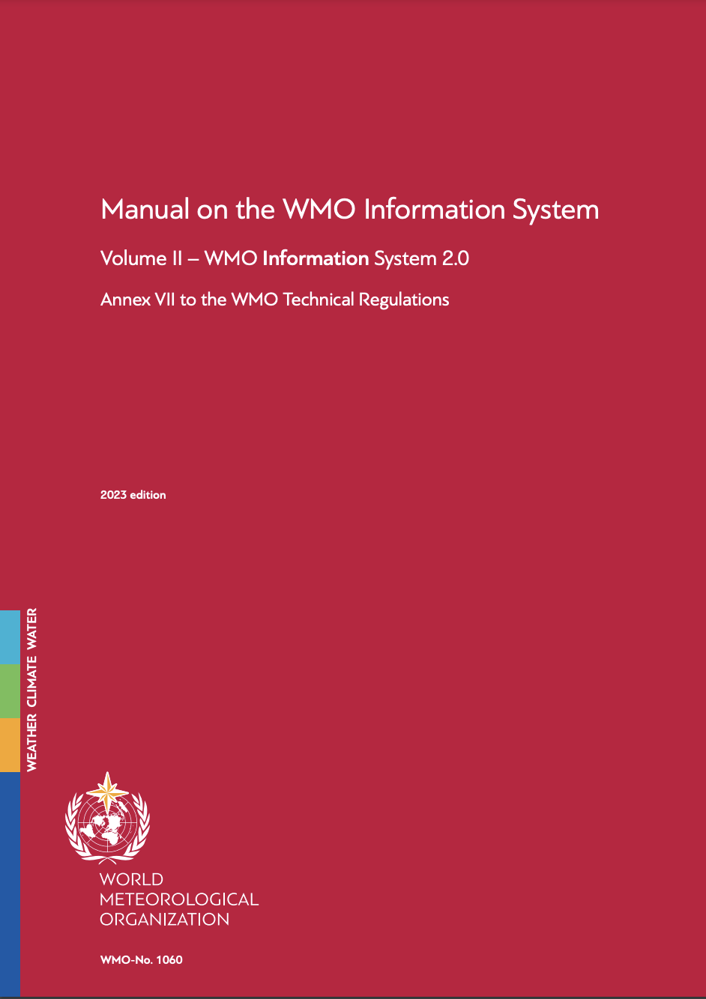 Manual on the WMO Information System
Volume II – WMO Information System 2.0
Annex VII to the WMO Technical Regulations
2023 edition
WEATHER CLIMATE WATER
WORLD
METEOROLOGICAL
ORGANIZATION
WMO-No. 1060